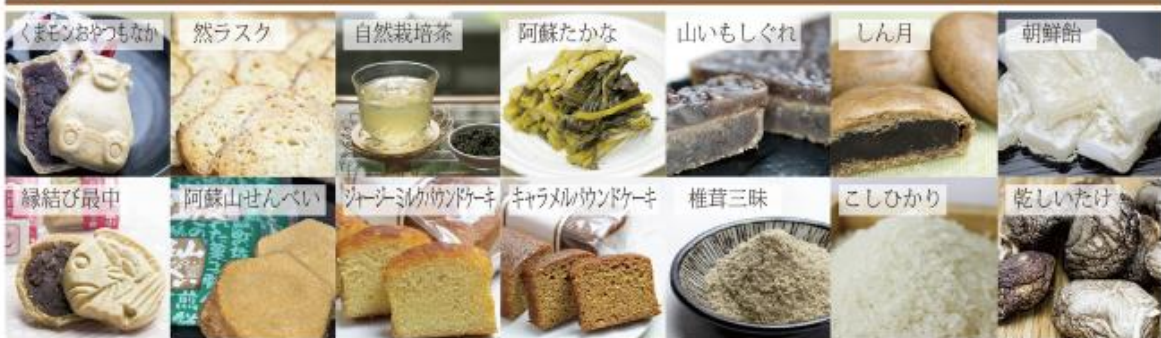 くまモンおやつもなか
然ラスク
自然栽培茶
阿蘇たかな
山いもしぐれ
しん月
朝鮮飴
縁結び最中
阿蘇山せんべい
ジャージーミルクパウンドケーキ
キャラメルパウンドケーキ
椎茸三昧
こしひかり
乾しいたけ